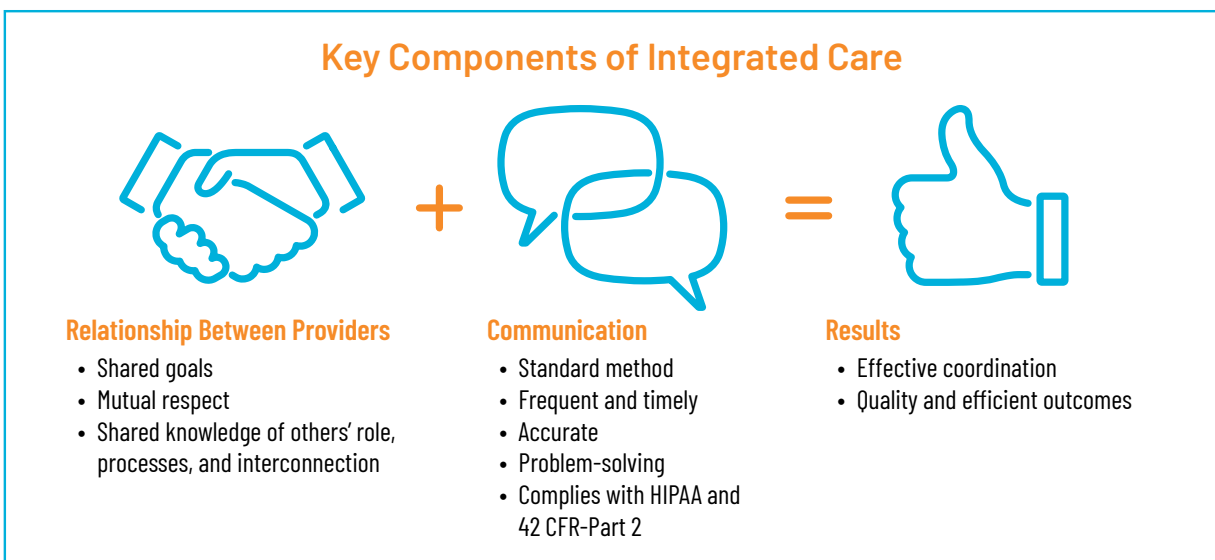 Key Components of Integrated Care
+
=
Relationship Between Providers
• Shared goals
• Mutual respect
• Shared knowledge of others’ role,
processes, and interconnection
Communication
• Standard method
• Frequent and timely
• Accurate
• Problem-solving
• Complies with HIPAA and
42 CFR-Part 2
Results
• Effective coordination
• Quality and efficient outcomes